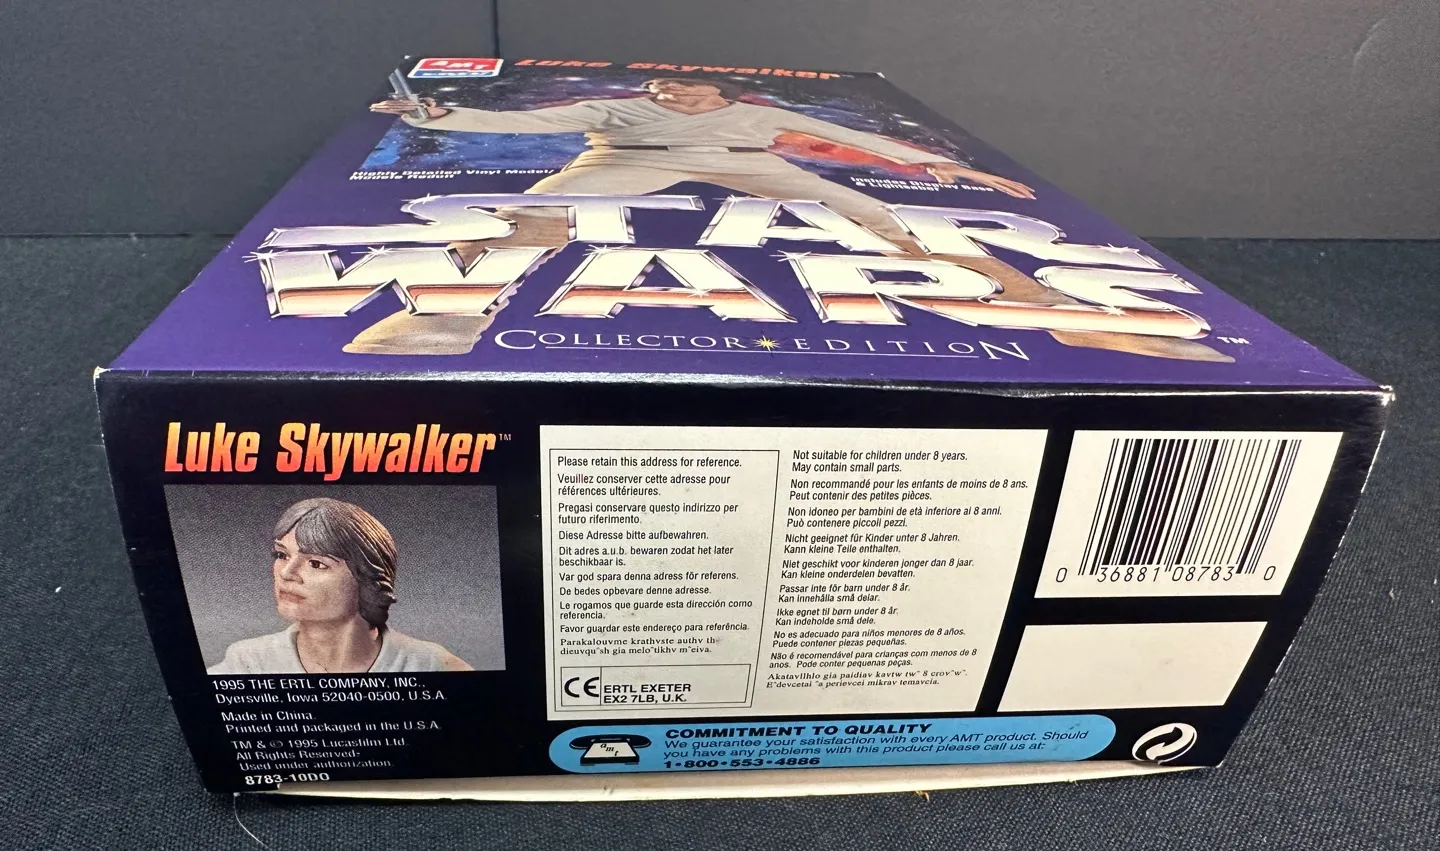 AMT
ERTL
Luke Skywalker™
Highly Detailed Vinyl Model/
Modele Reduit
Includes Display Base
& Lightsaber
STAR
WARS
™
COLLECTOR EDITION
Luke Skywalker™
1995 THE ERTL COMPANY, INC.,
Dyersville, Iowa 52040-0500, U.S.A.
Made in China.
Printed and packaged in the U.S.A.
TM & © 1995 Lucasfilm Ltd.
All Rights Reserved.
Used under authorization.
8783-10DO
Please retain this address for reference.
Veuillez conserver cette adresse pour
références ultérieures.
Pregasi conservare questo indirizzo per
futuro riferimento.
Diese Adresse bitte aufbewahren.
Dit adres a.u.b. bewaren zodat het later
beschikbaar is.
Var god spara denna adress för referens.
De bedes opbevare denne adresse.
Le rogamos que guarde esta dirección como
referencia.
Favor guardar este endereço para referência.
Parakalouvme krathvste authv th-
dieuvqu¨sh gia melo¨tikhv m¨eiva.
CE
ERTL EXETER
EX2 7LB, U.K.
Not suitable for children under 8 years.
May contain small parts.
Non recommandé pour les enfants de moins de 8 ans.
Peut contenir des petites pièces.
Non idoneo per bambini de età inferiore al 8 anni.
Può contenere piccoli pezzi.
Nicht geeignet für Kinder unter 8 Jahren.
Kann kleine Teile enthalten.
Niet geschikt voor kinderen jonger dan 8 jaar.
Kan kleine onderdelen bevatten.
Passar inte för barn under 8 år.
Kan innehålla små delar.
Ikke egnet til børn under 8 år.
Kan indeholde små dele.
No es adecuado para niños menores de 8 años.
Puede contener piezas pequeñas.
Não é recomendável para crianças com menos de 8
anos. Pode conter pequenas peças.
Akatavllhlo gia paidiav kavtw tw¨ 8 crov¨w¨.
E¨devcetai ¨a perievcei mikrav temavcia.
0 36881 08783 0
amt
COMMITMENT TO QUALITY
We guarantee your satisfaction with every AMT product. Should
you have any problems with this product please call us at:
1•800•553•4886